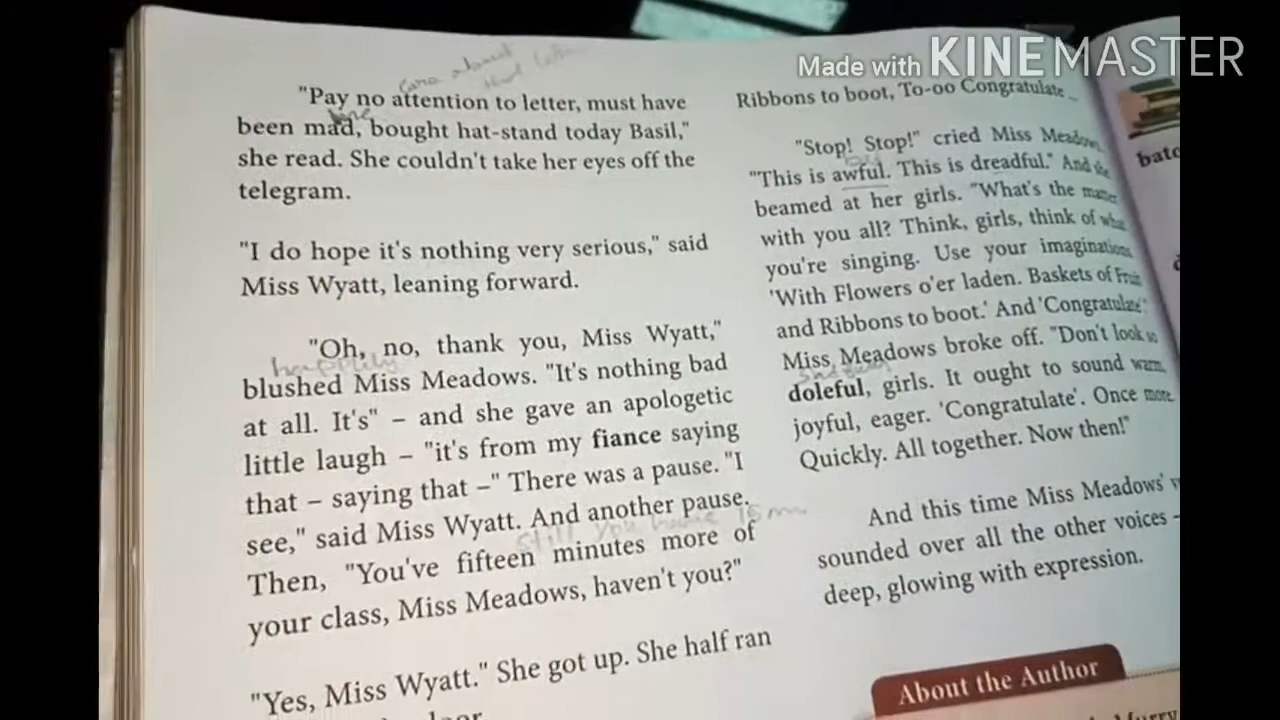 Made with KINEMASTER
"Pay no attention to letter, must have
been mad, bought hat-stand today Basil,"
she read. She couldn't take her eyes off the
telegram.
"I do hope it's nothing very serious," said
Miss Wyatt, leaning forward.
"Oh, no, thank you, Miss Wyatt,"
happily
blushed Miss Meadows. "It's nothing bad
at all. It's" – and she gave an apologetic
little laugh – "it's from my fiance saying
that – saying that –" There was a pause. "I
see," said Miss Wyatt. And another pause.
still you have 15 m
Then, "You've fifteen minutes more of
your class, Miss Meadows, haven't you?"
"Yes, Miss Wyatt." She got up. She half ran
Ribbons to boot, To-oo Congratulate
"Stop! Stop!" cried Miss Meadows
"This is awful. This is dreadful." And she
beamed at her girls. "What's the matter
with you all? Think, girls, think of what
you're singing. Use your imaginations
'With Flowers o'er laden. Baskets of Fruit
and Ribbons to boot.' And 'Congratulate'
Miss Meadows broke off. "Don't look so
doleful, girls. It ought to sound warm,
joyful, eager. 'Congratulate'. Once more
Quickly. All together. Now then!"
And this time Miss Meadows'
sounded over all the other voices –
deep, glowing with expression.
About the Author